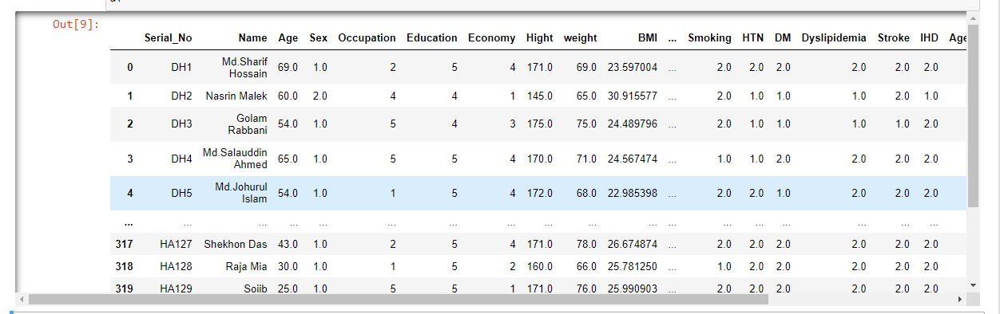 Out[9]:
Serial_No Name Age Sex Occupation Education Economy Hight weight BMI ... Smoking HTN DM Dyslipidemia Stroke IHD Age
0 DH1 Md.Sharif Hossain 69.0 1.0 2 5 4 171.0 69.0 23.597004 ... 2.0 2.0 2.0 2.0 2.0 2.0
1 DH2 Nasrin Malek 60.0 2.0 4 4 1 145.0 65.0 30.915577 ... 2.0 1.0 1.0 1.0 2.0 1.0
2 DH3 Golam Rabbani 54.0 1.0 5 4 3 175.0 75.0 24.489796 ... 2.0 1.0 1.0 1.0 1.0 2.0
3 DH4 Md.Salauddin Ahmed 65.0 1.0 5 5 4 170.0 71.0 24.567474 ... 1.0 1.0 2.0 2.0 2.0 2.0
4 DH5 Md.Johurul Islam 54.0 1.0 1 5 4 172.0 68.0 22.985398 ... 2.0 2.0 1.0 2.0 2.0 2.0
... ... ... ... ... ... ... ... ... ... ... ... ... ... ... ... ... ...
317 HA127 Shekhon Das 43.0 1.0 2 5 4 171.0 78.0 26.674874 ... 2.0 2.0 2.0 2.0 2.0 2.0
318 HA128 Raja Mia 30.0 1.0 1 5 2 160.0 66.0 25.781250 ... 1.0 2.0 2.0 2.0 2.0 2.0
319 HA129 Soiib 25.0 1.0 5 5 1 171.0 76.0 25.990903 ... 2.0 2.0 2.0 2.0 2.0 2.0